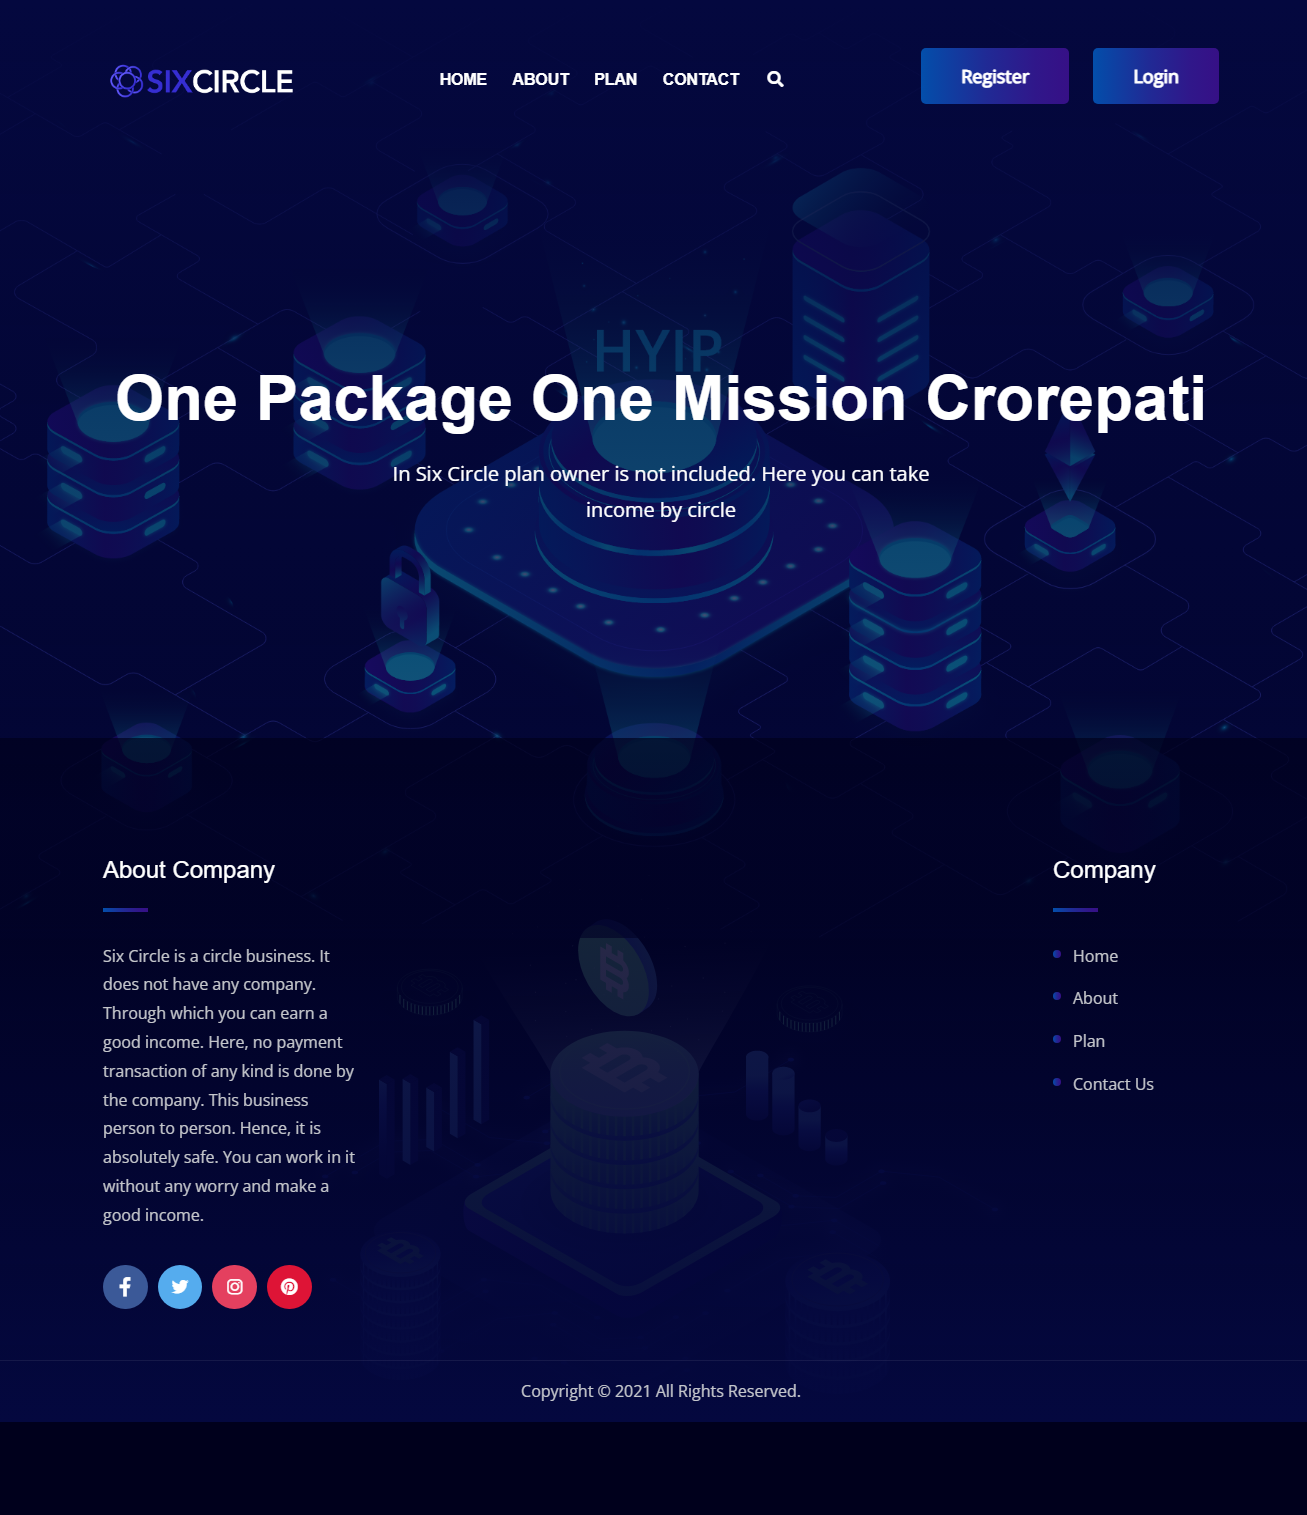 SIXCIRCLE
HOME ABOUT PLAN CONTACT
Register Login
HYIP
One Package One Mission Crorepati
In Six Circle plan owner is not included. Here you can take
income by circle
About Company
Six Circle is a circle business. It
does not have any company.
Through which you can earn a
good income. Here, no payment
transaction of any kind is done by
the company. This business
person to person. Hence, it is
absolutely safe. You can work in it
without any worry and make a
good income.
Company
Home
About
Plan
Contact Us
Copyright © 2021 All Rights Reserved.